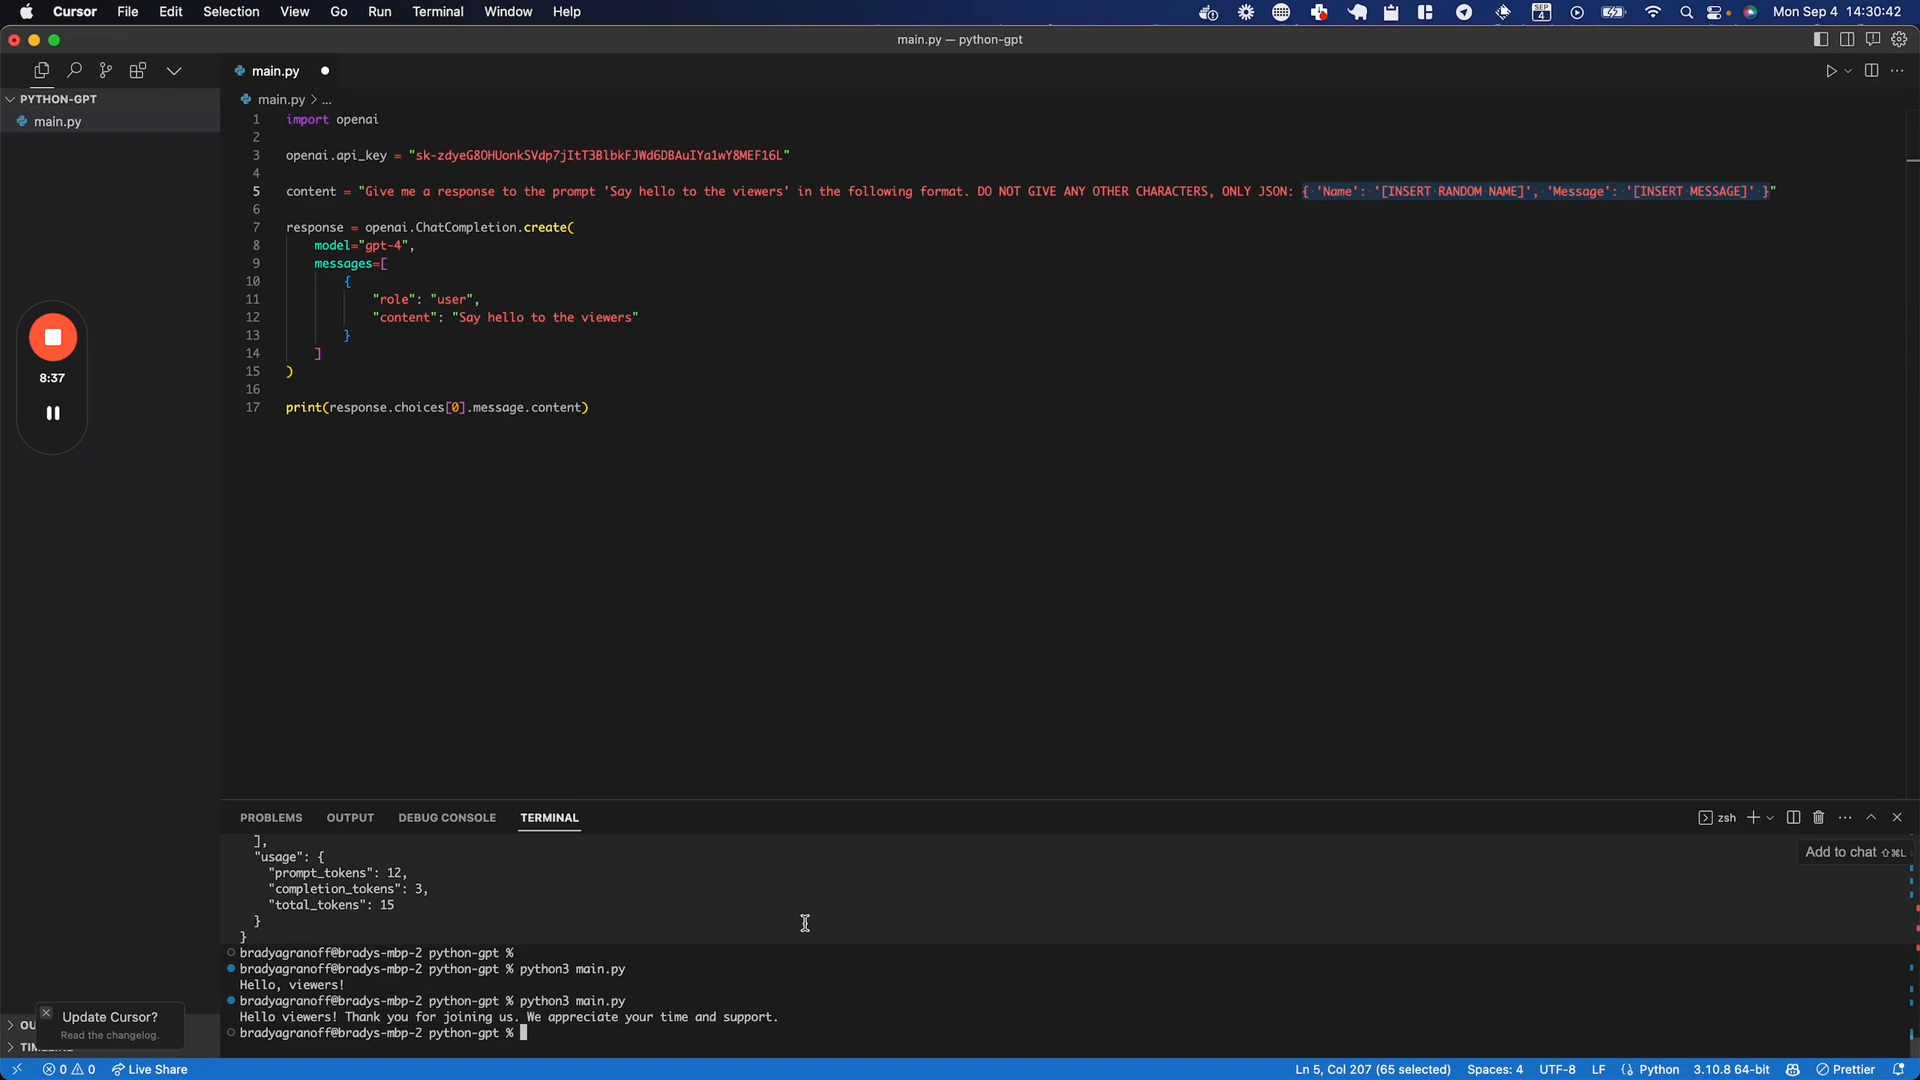 Cursor File Edit Selection View Go Run Terminal Window Help SEP 4 Mon Sep 4 14:30:42
main.py — python-gpt
main.py
PYTHON-GPT
main.py > ...
main.py
1 import openai
2
3 openai.api_key = "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"
4
5 content = "Give me a response to the prompt 'Say hello to the viewers' in the following format. DO NOT GIVE ANY OTHER CHARACTERS, ONLY JSON: { 'Name': '[INSERT RANDOM NAME]', 'Message': '[INSERT MESSAGE]' }"
6
7 response = openai.ChatCompletion.create(
8 model="gpt-4",
9 messages=[
10 {
11 "role": "user",
12 "content": "Say hello to the viewers"
13 }
14 ]
15 )
16
17 print(response.choices[0].message.content)
8:37
PROBLEMS OUTPUT DEBUG CONSOLE TERMINAL zsh
],
"usage": {
Add to chat ⇧⌘L
"prompt_tokens": 12,
"completion_tokens": 3,
"total_tokens": 15
}
}
bradyagranoff@bradys-mbp-2 python-gpt %
bradyagranoff@bradys-mbp-2 python-gpt % python3 main.py
Hello, viewers!
bradyagranoff@bradys-mbp-2 python-gpt % python3 main.py
Hello viewers! Thank you for joining us. We appreciate your time and support.
bradyagranoff@bradys-mbp-2 python-gpt %
Update Cursor?
Read the changelog.
OU
TIMELINE
0 0 Live Share Ln 5, Col 207 (65 selected) Spaces: 4 UTF-8 LF Python 3.10.8 64-bit Prettier